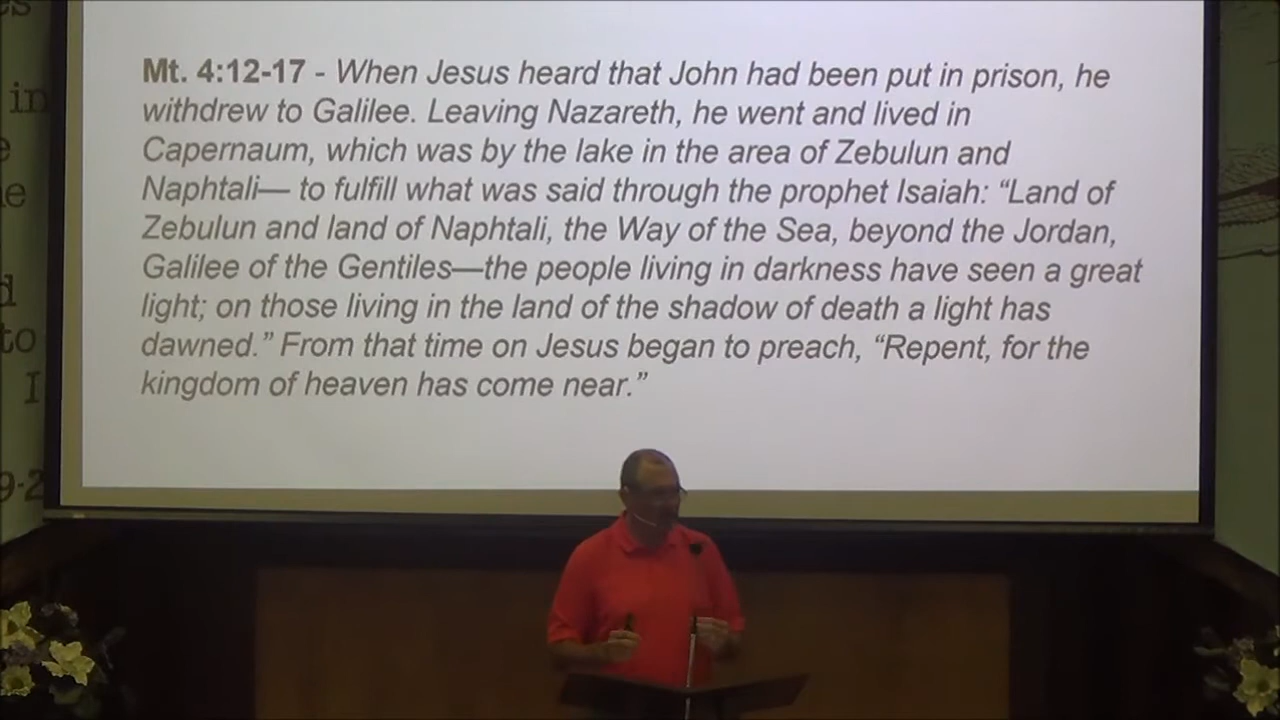 Mt. 4:12-17 - When Jesus heard that John had been put in prison, he
withdrew to Galilee. Leaving Nazareth, he went and lived in
Capernaum, which was by the lake in the area of Zebulun and
Naphtali— to fulfill what was said through the prophet Isaiah: “Land of
Zebulun and land of Naphtali, the Way of the Sea, beyond the Jordan,
Galilee of the Gentiles—the people living in darkness have seen a great
light; on those living in the land of the shadow of death a light has
dawned.” From that time on Jesus began to preach, “Repent, for the
kingdom of heaven has come near.”
in
to
I